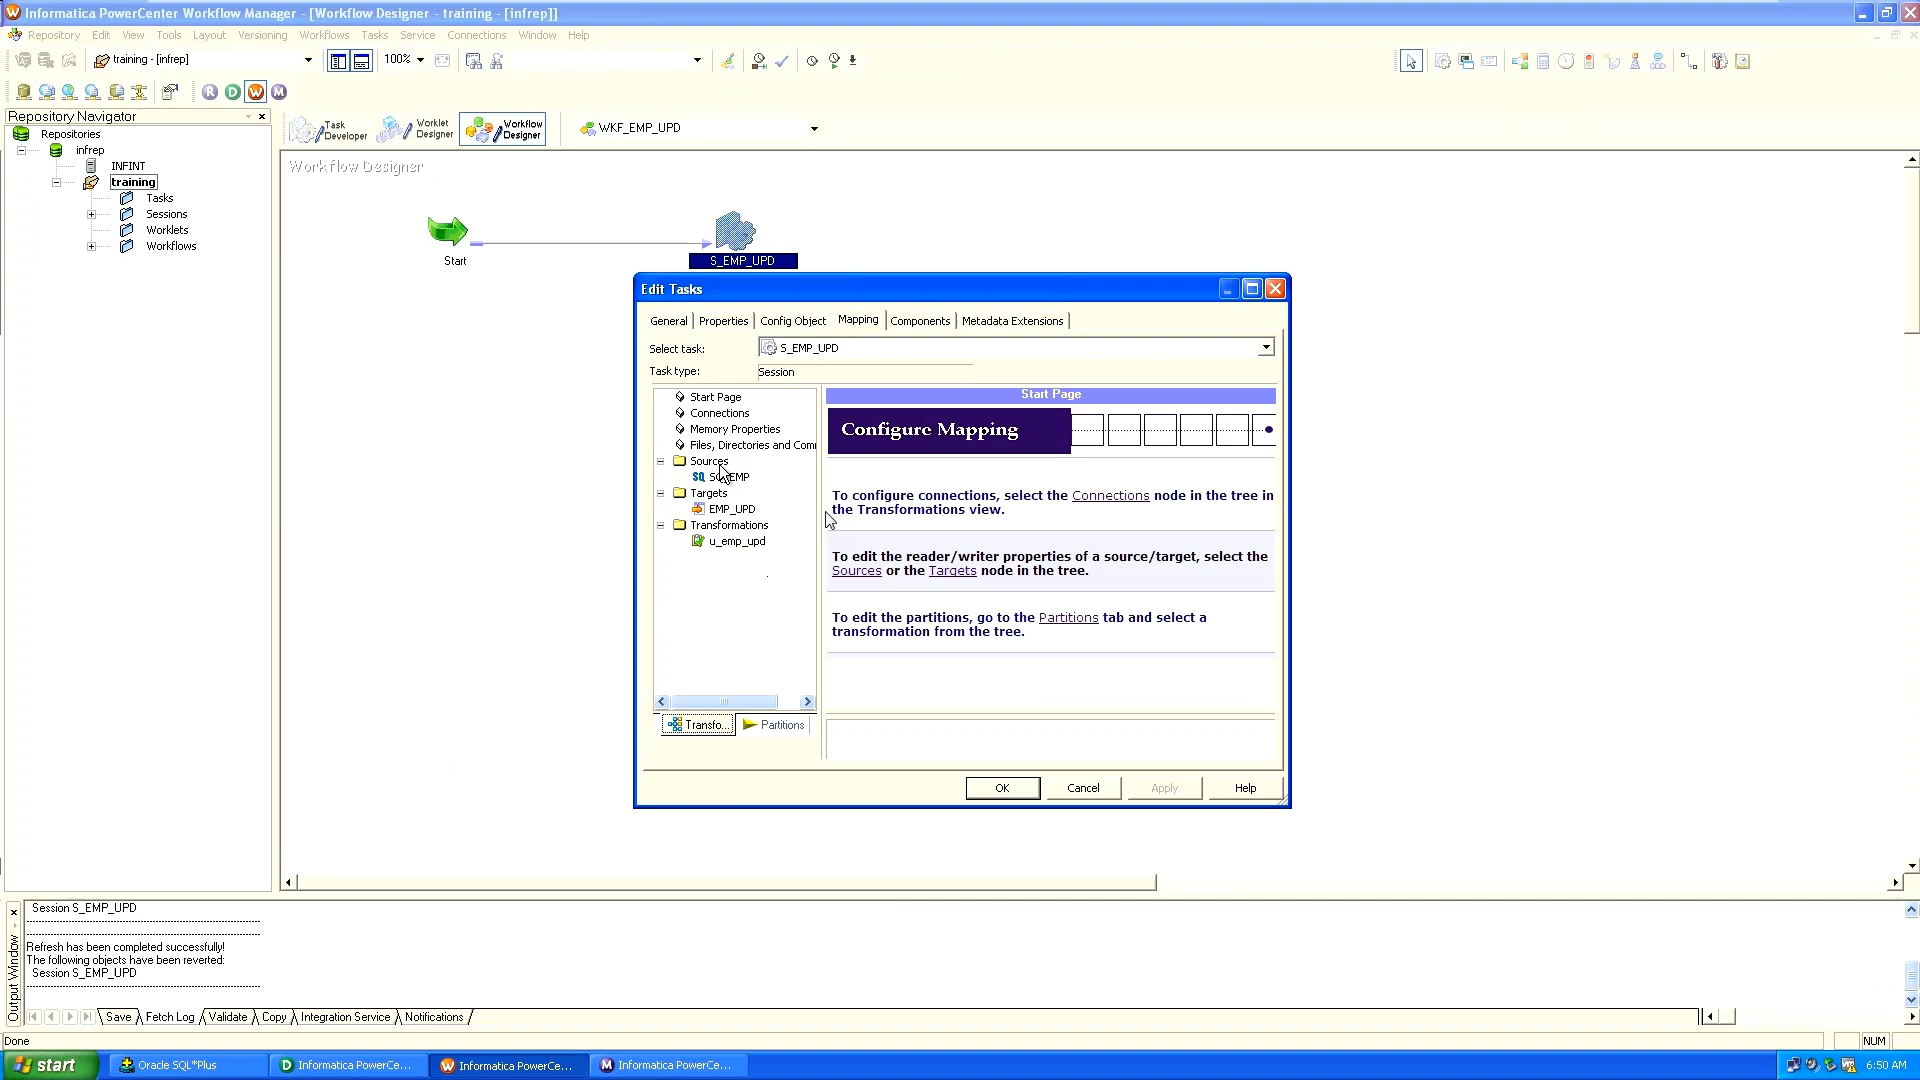 Informatica PowerCenter Workflow Manager - [Workflow Designer - training - [infrep]]
Repository Edit View Tools Layout Versioning Workflows Tasks Service Connections Window Help
training - [infrep] 100%
R D W M
Repository Navigator
Repositories
infrep
INFINT
training
Tasks
Sessions
Worklets
Workflows
Task Developer
Worklet Designer
Workflow Designer
WKF_EMP_UPD
Workflow Designer
Start
S_EMP_UPD
Edit Tasks
General Properties Config Object Mapping Components Metadata Extensions
Select task: S_EMP_UPD
Task type: Session
Start Page
Connections
Memory Properties
Files, Directories and Com
Sources
Targets
EMP_UPD
Transformations
u_emp_upd
Transfo... Partitions
Start Page
Configure Mapping
To configure connections, select the Connections node in the tree in
the Transformations view.
To edit the reader/writer properties of a source/target, select the
Sources or the Targets node in the tree.
To edit the partitions, go to the Partitions tab and select a
transformation from the tree.
OK Cancel Apply Help
Output Window
Session S_EMP_UPD
Refresh has been completed successfully!
The following objects have been reverted:
Session S_EMP_UPD
Save Fetch Log Validate Copy Integration Service Notifications
Done NUM
start Oracle SQL*Plus Informatica PowerCe... Informatica PowerCe... Informatica PowerCe... 6:50 AM